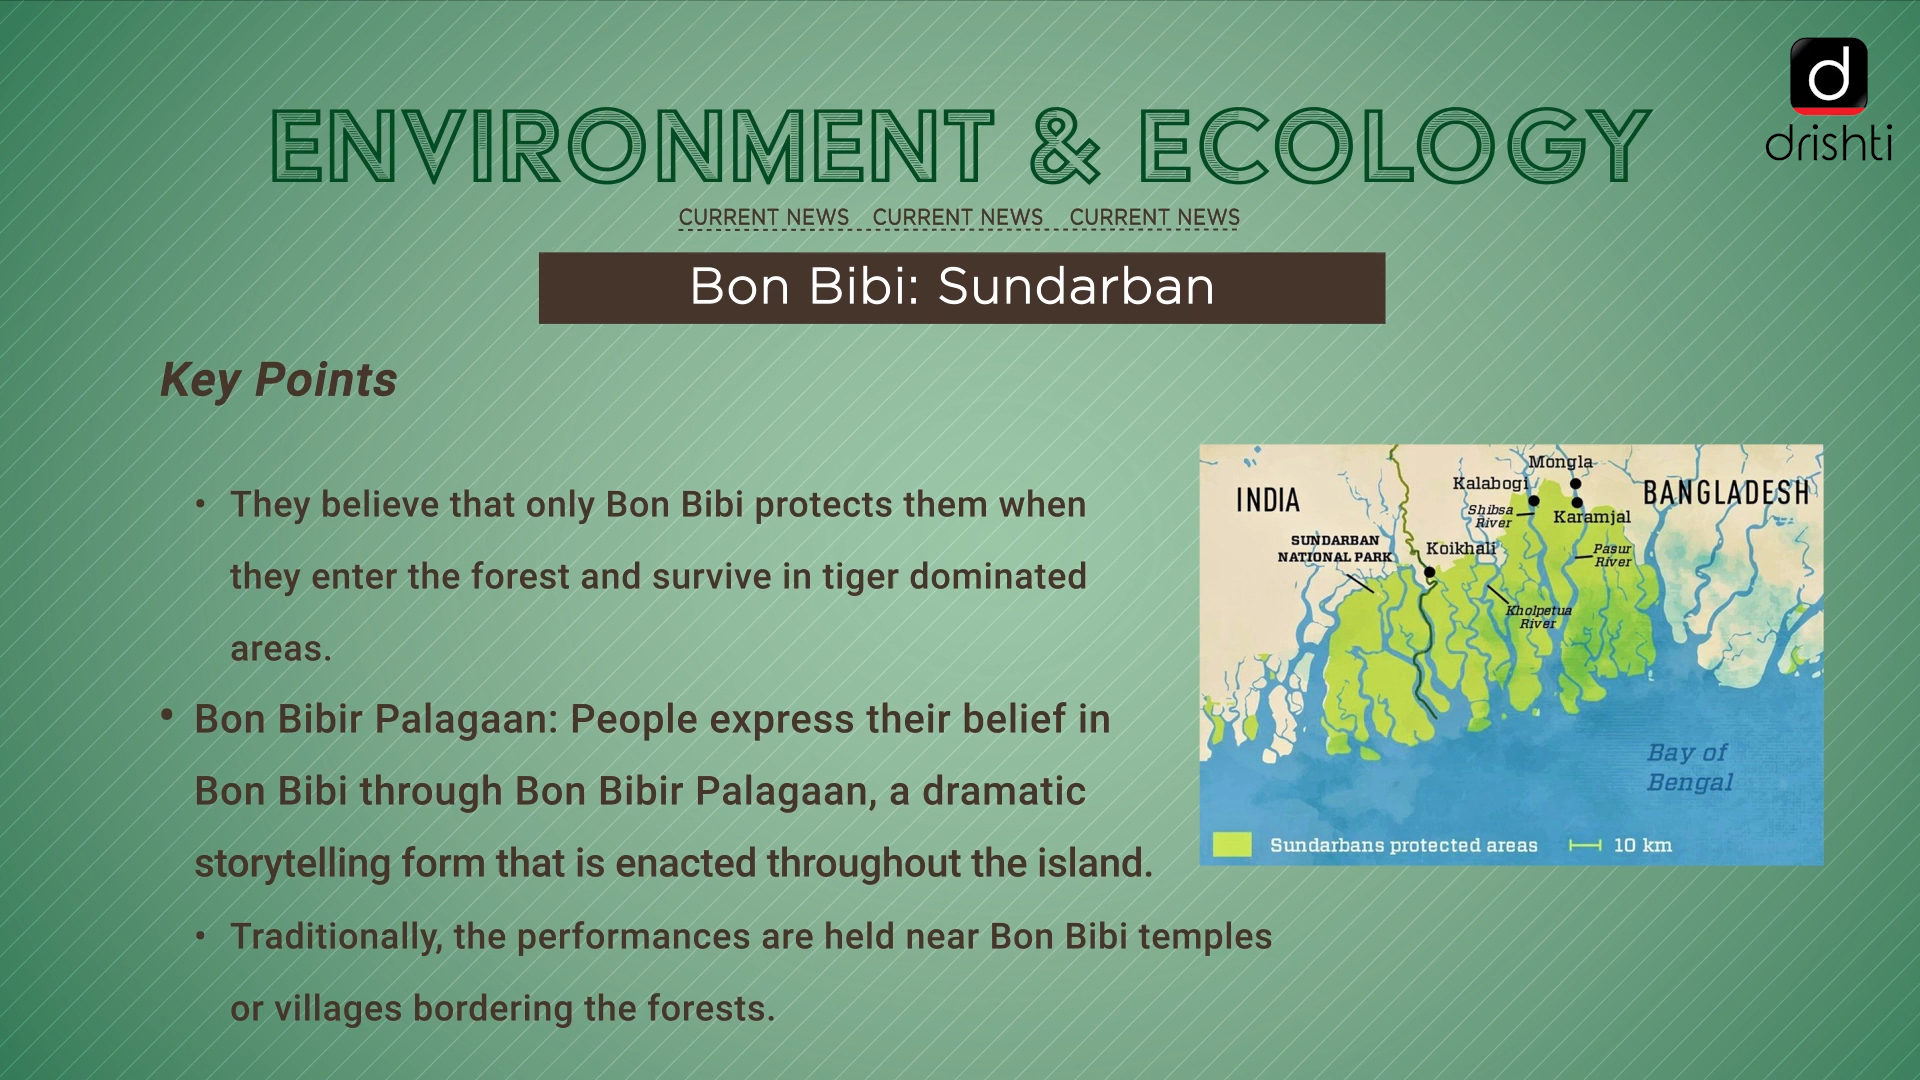 d
drishti
ENVIRONMENT & ECOLOGY
CURRENT NEWS CURRENT NEWS CURRENT NEWS
Bon Bibi: Sundarban
Key Points
• They believe that only Bon Bibi protects them when
they enter the forest and survive in tiger dominated
areas.
• Bon Bibir Palagaan: People express their belief in
Bon Bibi through Bon Bibir Palagaan, a dramatic
storytelling form that is enacted throughout the island.
• Traditionally, the performances are held near Bon Bibi temples
or villages bordering the forests.
INDIA
BANGLADESH
Mongla
Kalabogi
Shibsa
River
Karamjal
SUNDARBAN
NATIONAL PARK
Koikhali
Pasur
River
Kholpetua
River
Bay of
Bengal
Sundarbans protected areas
10 km